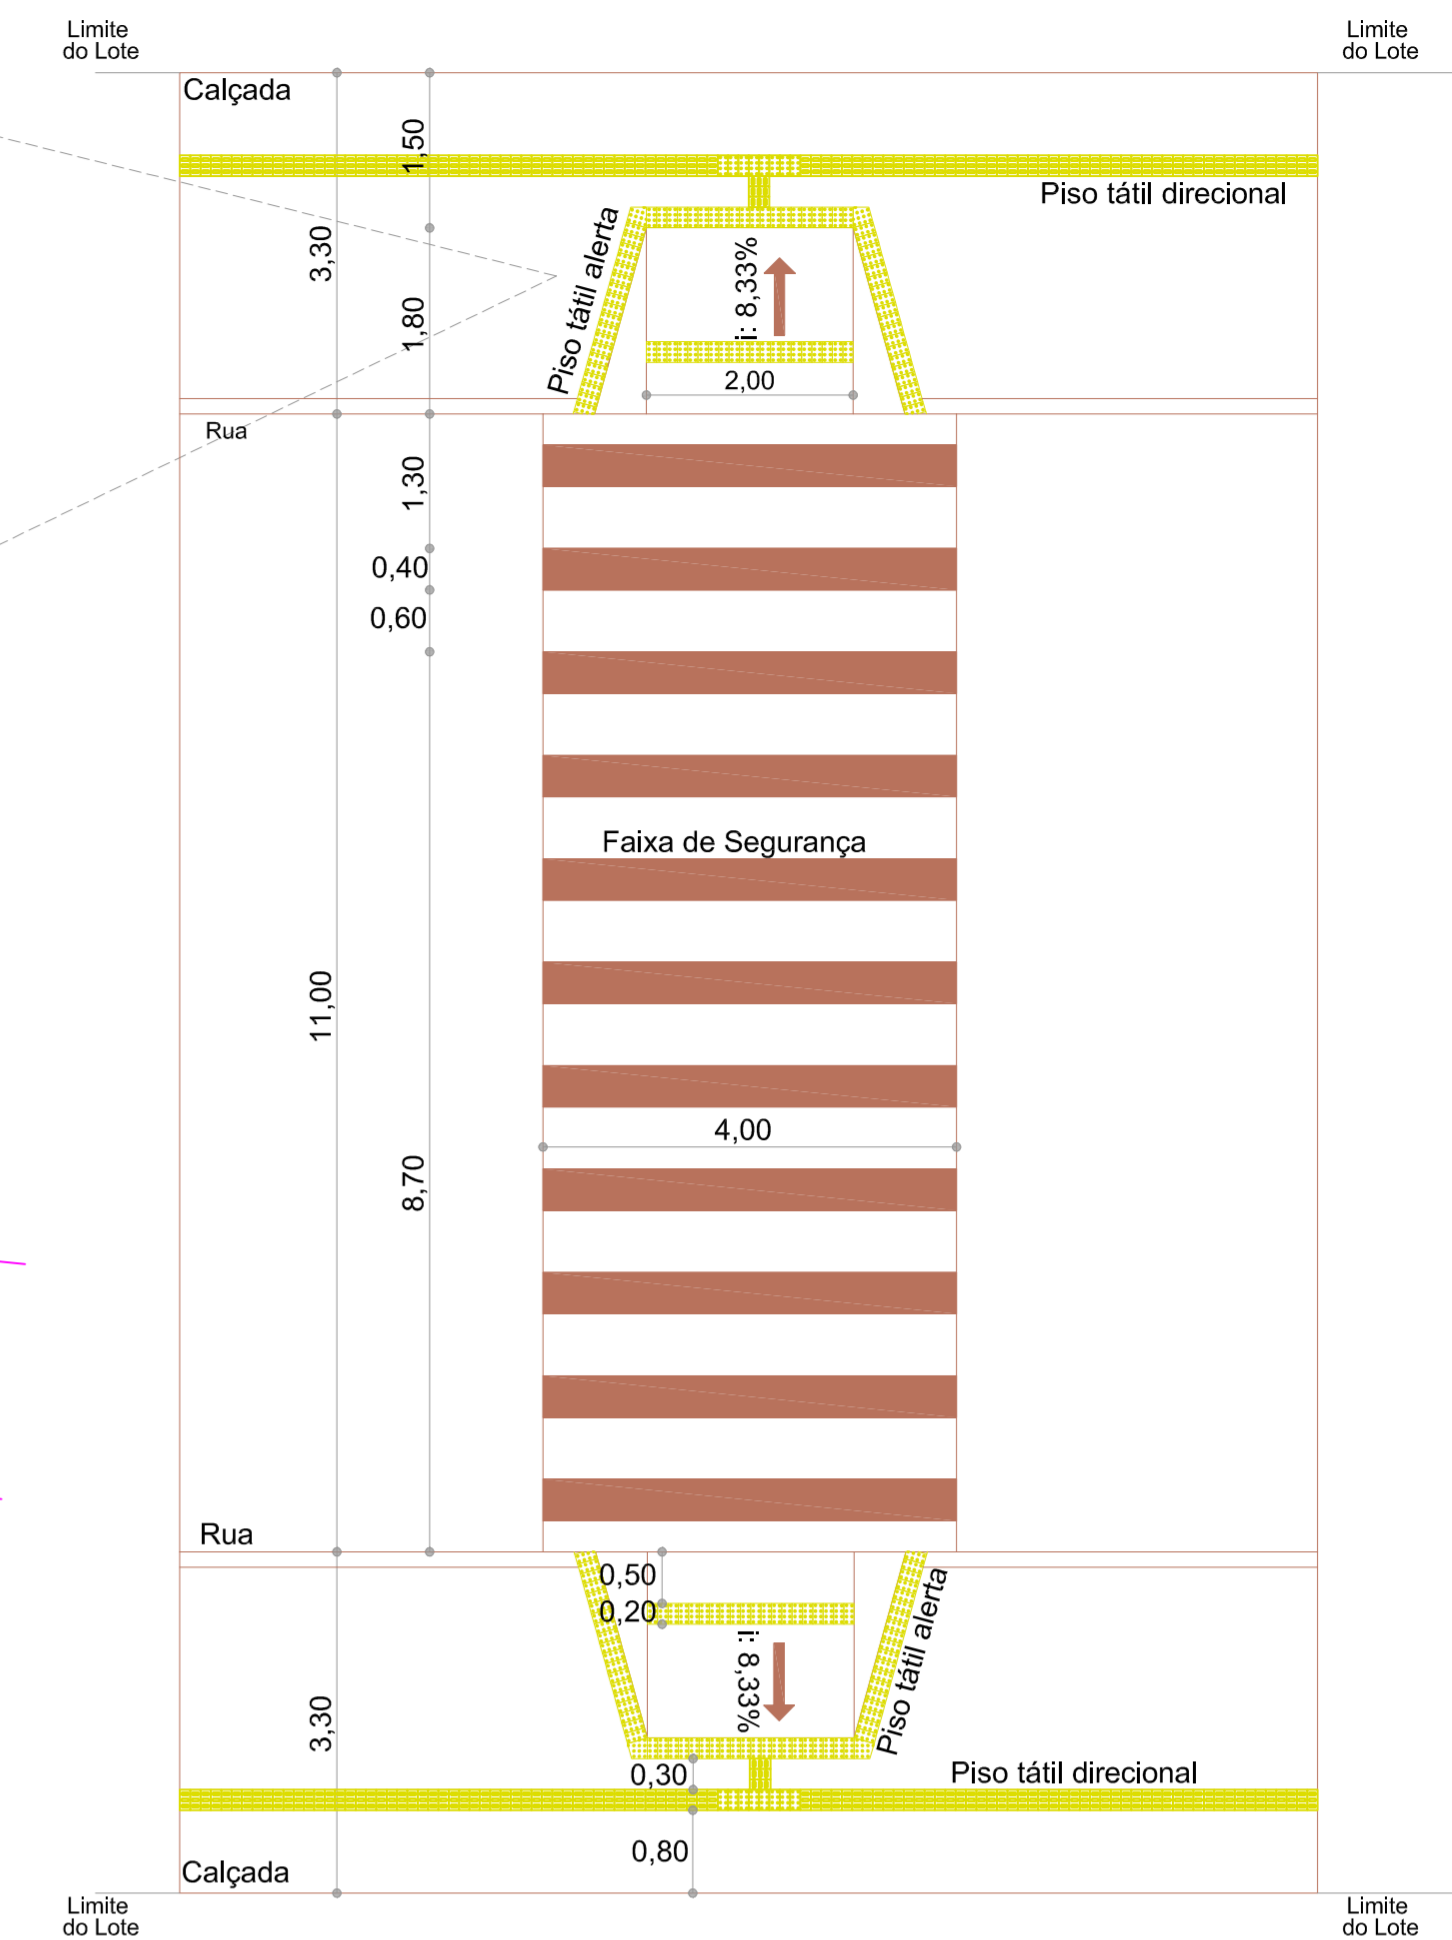 Limite
do Lote
Limite
do Lote
Calçada
1,50
Piso tátil direcional
3,30
Piso tátil alerta
i: 8,33%
1,80
2,00
Rua
1,30
0,40
0,60
Faixa de Segurança
11,00
4,00
8,70
Rua
0,50
0,20
Piso tátil alerta
i: 8,33%
3,30
0,30
Piso tátil direcional
0,80
Calçada
Limite
do Lote
Limite
do Lote